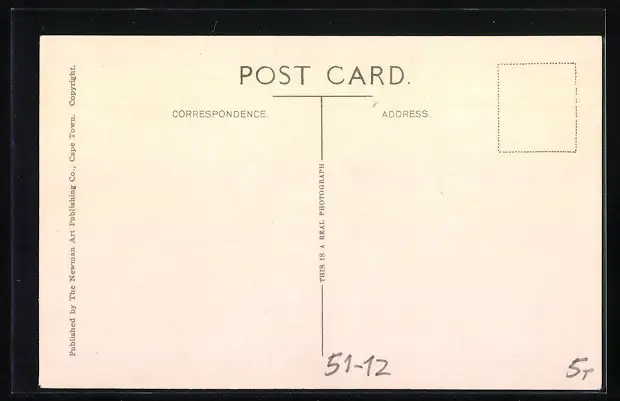 POST CARD.
CORRESPONDENCE.
ADDRESS.
Published by The Newman Art Publishing Co., Cape Town. Copyright.
THIS IS A REAL PHOTOGRAPH
51-12
5T